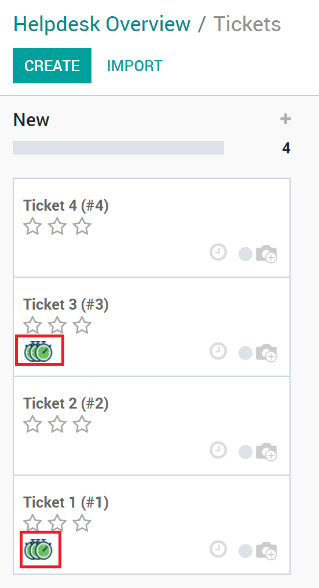 Helpdesk Overview / Tickets
CREATE IMPORT
New +
4
Ticket 4 (#4)
Ticket 3 (#3)
Ticket 2 (#2)
Ticket 1 (#1)